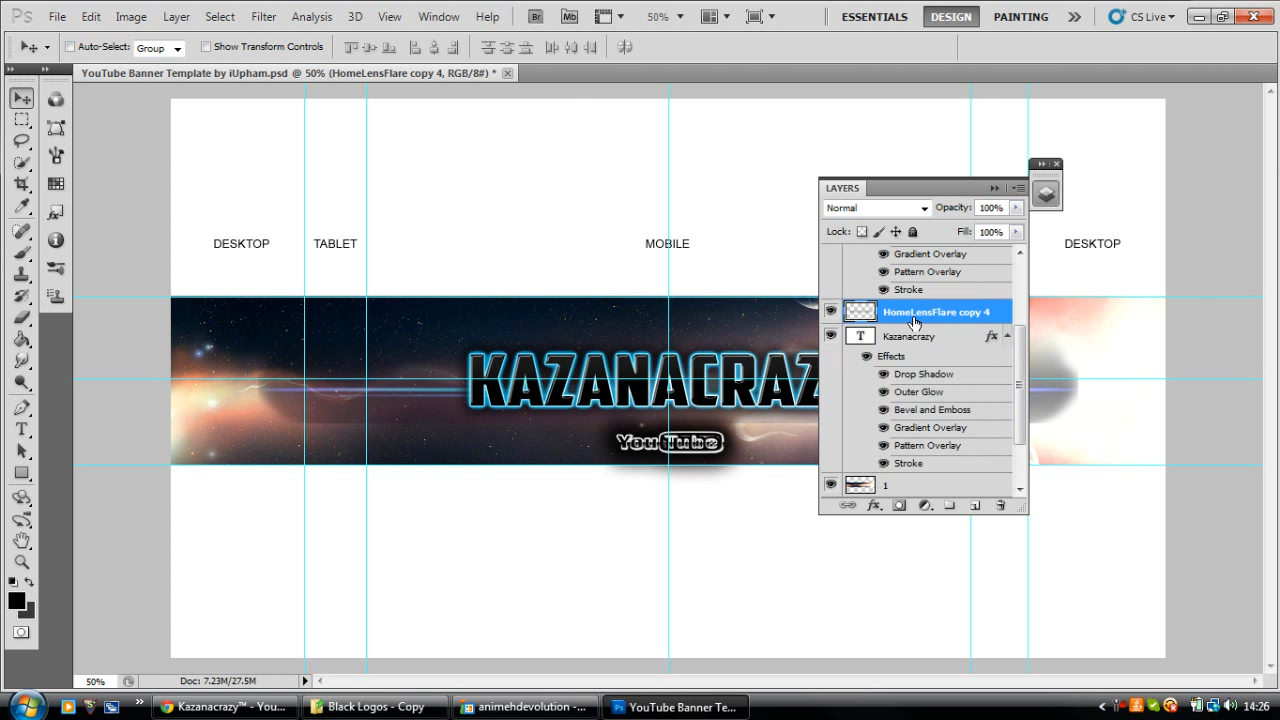 Ps File Edit Image Layer Select Filter Analysis 3D View Window Help Br Mb 50% ESSENTIALS DESIGN PAINTING CS Live
Auto-Select: Group Show Transform Controls
YouTube Banner Template by iUpham.psd @ 50% (HomeLensFlare copy 4, RGB/8#) *
LAYERS
Normal Opacity: 100%
Lock: Fill: 100%
DESKTOP TABLET MOBILE DESKTOP
Gradient Overlay
Pattern Overlay
Stroke
HomeLensFlare copy 4
T Kazanacrazy fx
Effects
Drop Shadow
Outer Glow
Bevel and Emboss
Gradient Overlay
Pattern Overlay
Stroke
1
KAZANACRAZ
YouTube
50% Doc: 7.23M/27.5M
Kazanacrazy™ - You... Black Logos - Copy animehdevolution -... YouTube Banner Te... 14:26